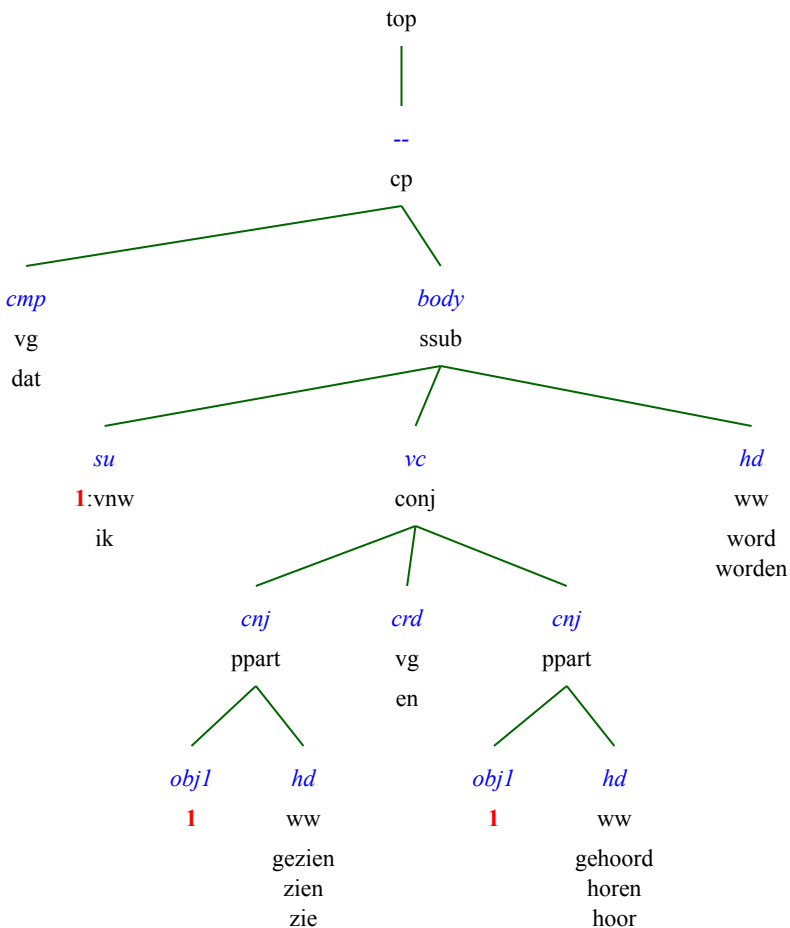 top
--
cp
cmp body
vg ssub
dat
su vc hd
1:vnw conj ww
ik word
worden
cnj crd cnj
ppart vg ppart
en
obj1 hd obj1 hd
1 ww 1 ww
gezien gehoord
zien horen
zie hoor